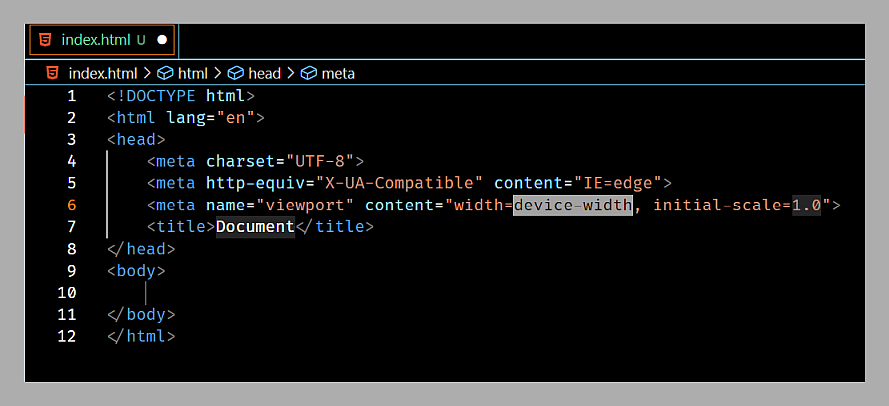 index.html U
index.html > html > head > meta
1 <!DOCTYPE html>
2 <html lang="en">
3 <head>
4 <meta charset="UTF-8">
5 <meta http-equiv="X-UA-Compatible" content="IE=edge">
6 <meta name="viewport" content="width=device-width, initial-scale=1.0">
7 <title>Document</title>
8 </head>
9 <body>
10
11 </body>
12 </html>